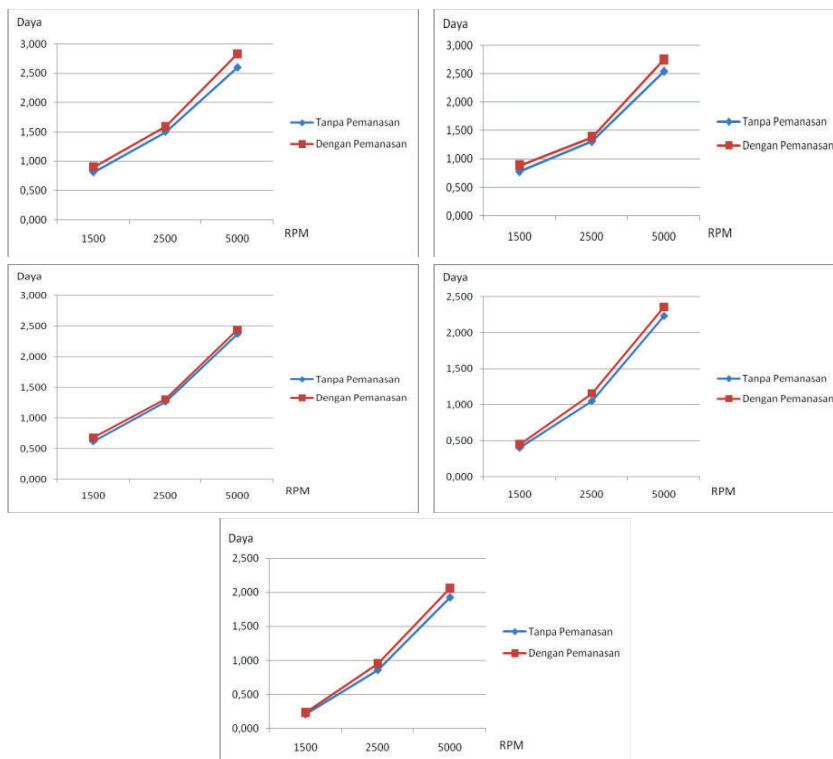 Daya
3,000
2,500
2,000
1,500
1,000
0,500
0,000
1500 2500 5000 RPM
Tanpa Pemanasan
Dengan Pemanasan
Daya
3,000
2,500
2,000
1,500
1,000
0,500
0,000
1500 2500 5000 RPM
Tanpa Pemanasan
Dengan Pemanasan
Daya
3,000
2,500
2,000
1,500
1,000
0,500
0,000
1500 2500 5000 RPM
Tanpa Pemanasan
Dengan Pemanasan
Daya
2,500
2,000
1,500
1,000
0,500
0,000
1500 2500 5000 RPM
Tanpa Pemanasan
Dengan Pemanasan
Daya
2,500
2,000
1,500
1,000
0,500
0,000
1500 2500 5000 RPM
Tanpa Pemanasan
Dengan Pemanasan